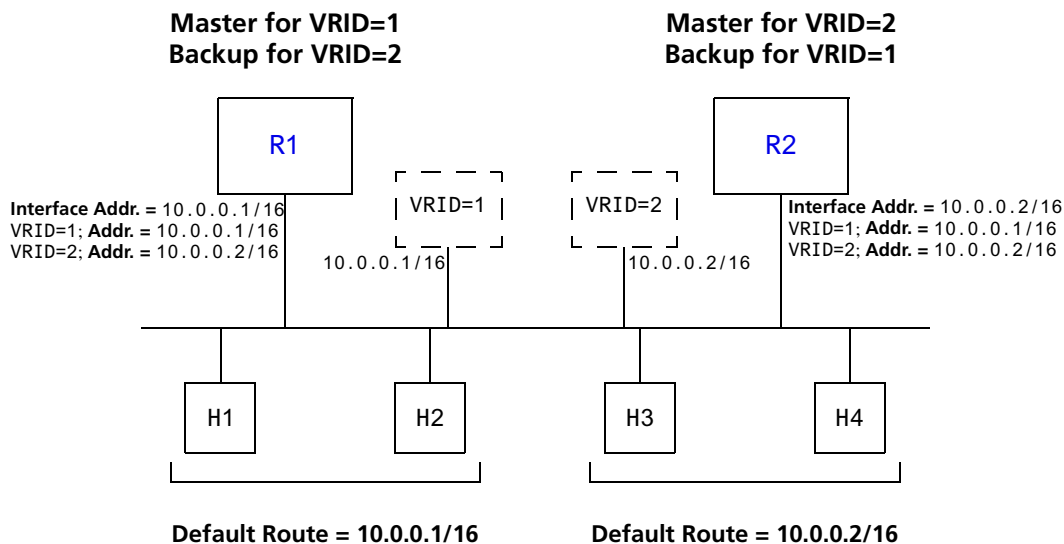 Master for VRID=1
Backup for VRID=2
Master for VRID=2
Backup for VRID=1
R1
R2
VRID=1
VRID=2
Interface Addr. = 10.0.0.1/16
VRID=1; Addr. = 10.0.0.1/16
VRID=2; Addr. = 10.0.0.2/16
10.0.0.1/16
10.0.0.2/16
Interface Addr. = 10.0.0.2/16
VRID=1; Addr. = 10.0.0.1/16
VRID=2; Addr. = 10.0.0.2/16
H1
H2
H3
H4
Default Route = 10.0.0.1/16
Default Route = 10.0.0.2/16